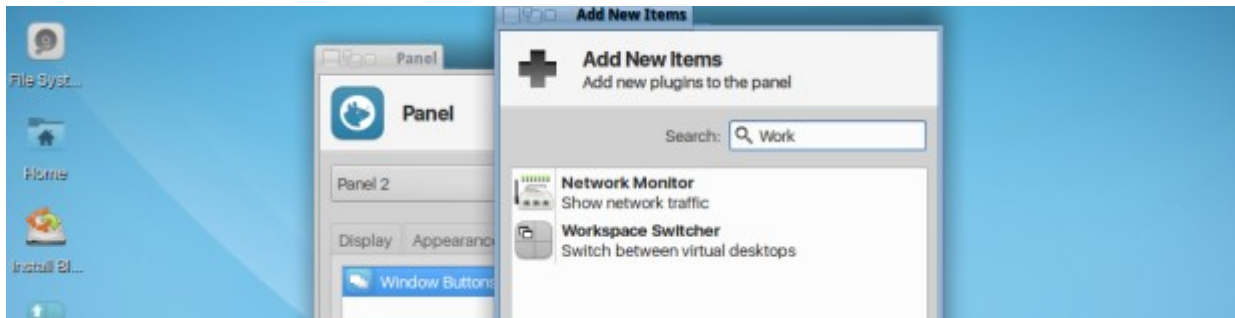 File Syst...
Home
Install Bl...
Panel
Panel
Panel 2
Display Appearanc
Window Buttons
Add New Items
Add New Items
Add new plugins to the panel
Search: Work
Network Monitor
Show network traffic
Workspace Switcher
Switch between virtual desktops